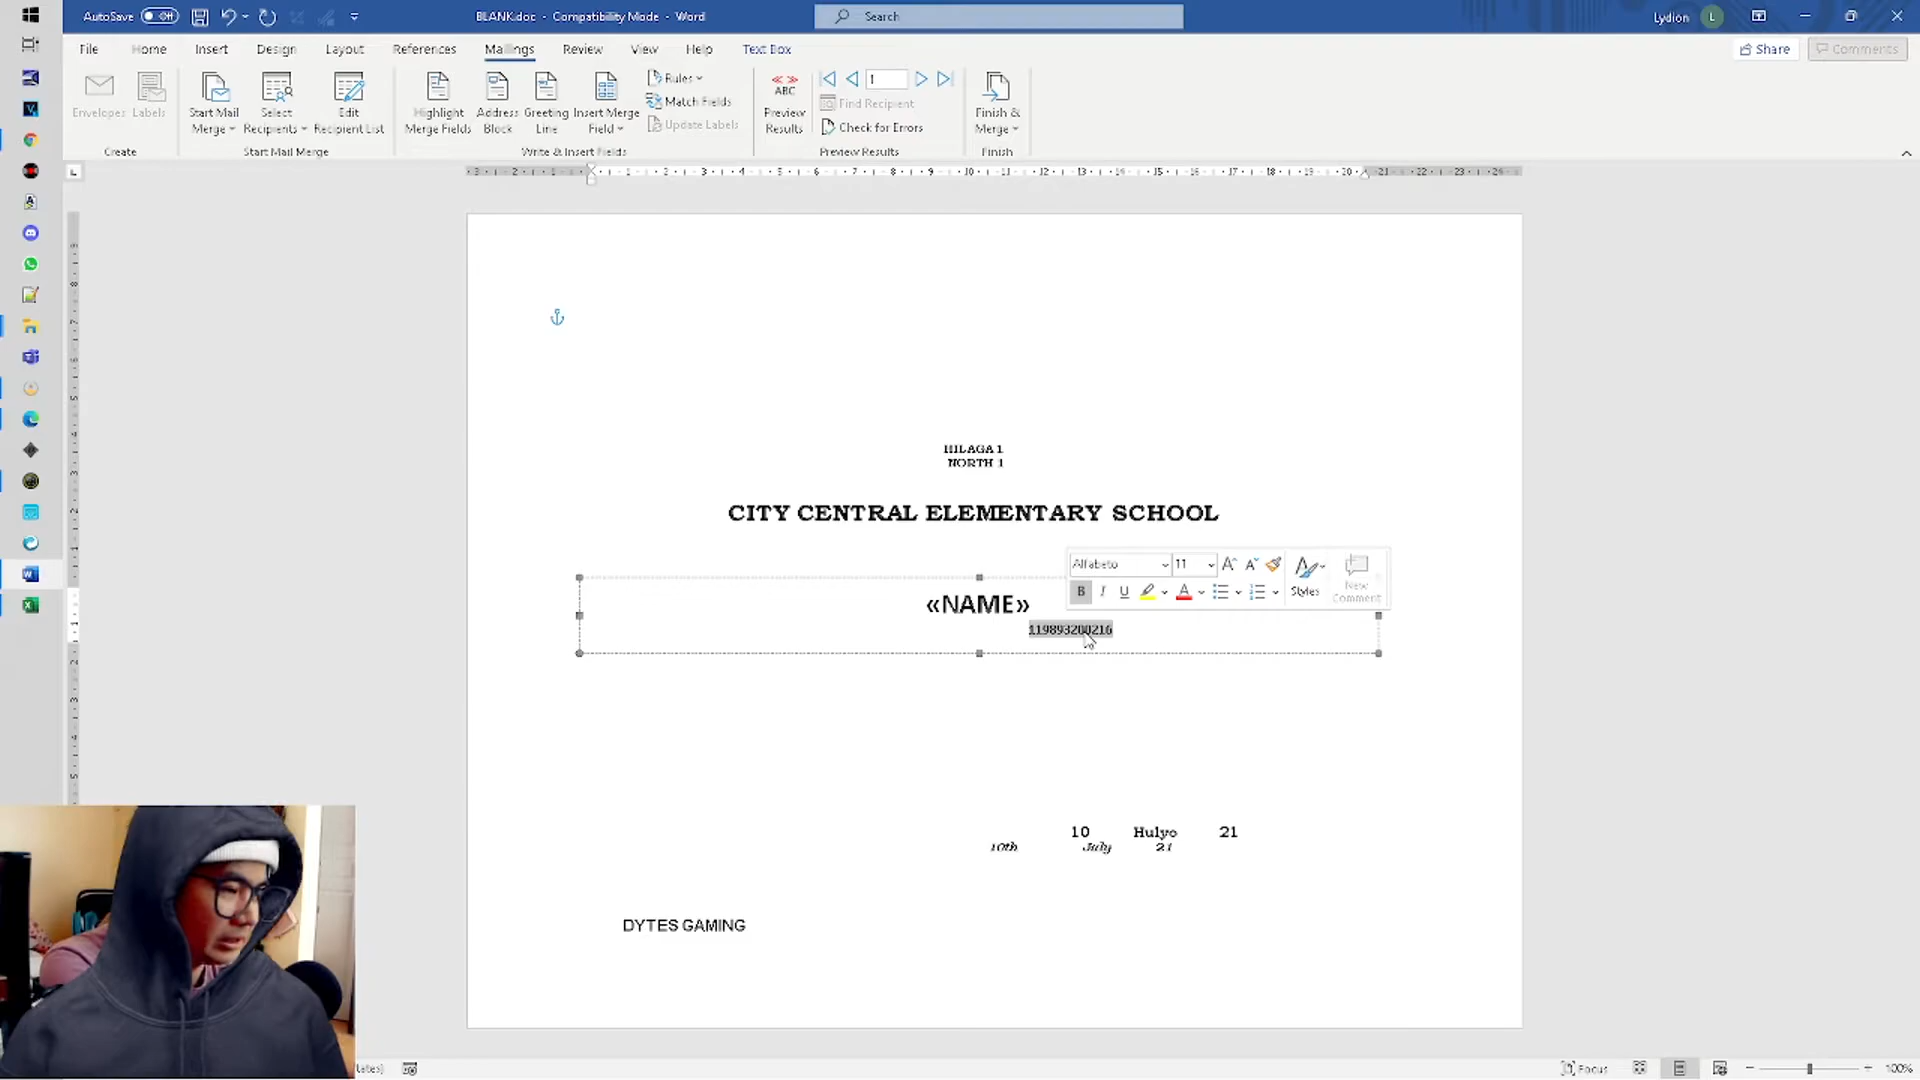 AutoSave Off BLANK.doc - Compatibility Mode - Word Search Lydion L
File Home Insert Design Layout References Mailings Review View Help Text Box Share Comments
Envelopes Labels Start Mail Merge Select Recipients Edit Recipient List Highlight Merge Fields Address Block Greeting Line Insert Merge Field Rules Match Fields Update Labels ABC Preview Results 1 Find Recipient Check for Errors Finish & Merge
Create Start Mail Merge Write & Insert Fields Preview Results Finish
HILAGA 1
NORTH 1
CITY CENTRAL ELEMENTARY SCHOOL
Alfabeto 11 Styles New Comment
B I U A
«NAME»
119893200216
10 Hulyo 21
10th July 21
DYTES GAMING
Focus 100%